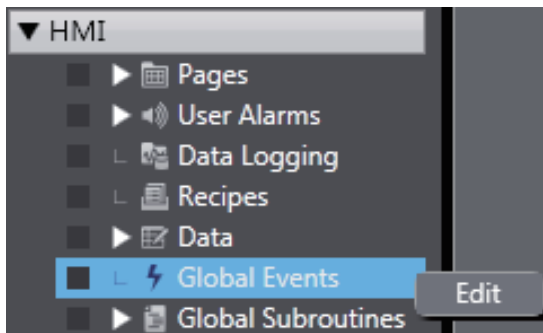 HMI
Pages
User Alarms
Data Logging
Recipes
Data
Global Events
Edit
Global Subroutines